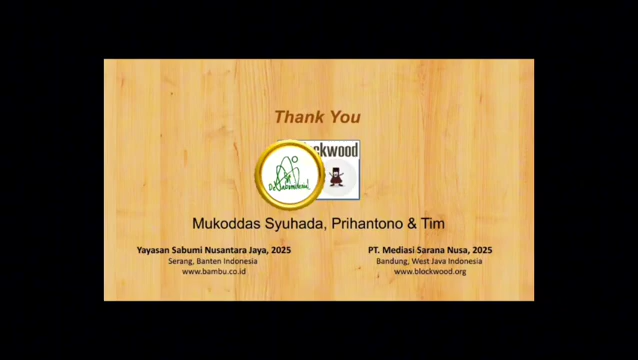 Thank You
ckwood
Mukoddas Syuhada, Prihantono & Tim
Yayasan Sabumi Nusantara Jaya, 2025
Serang, Banten Indonesia
www.bambu.co.id
PT. Mediasi Sarana Nusa, 2025
Bandung, West Java Indonesia
www.blockwood.org